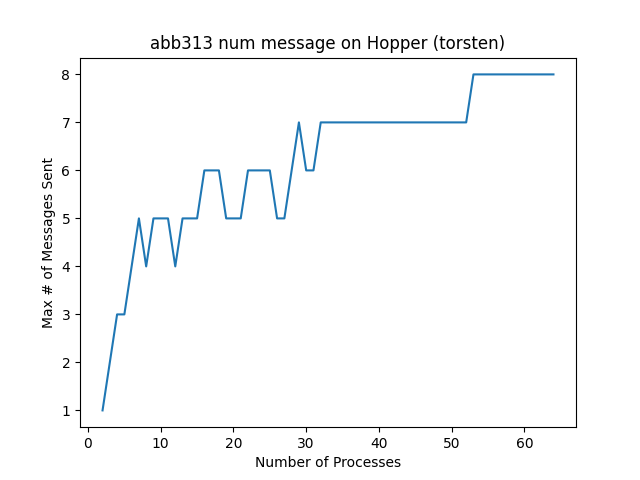 abb313 num message on Hopper (torsten)
8
7
6
5
4
3
2
1
Max # of Messages Sent
0 10 20 30 40 50 60
Number of Processes